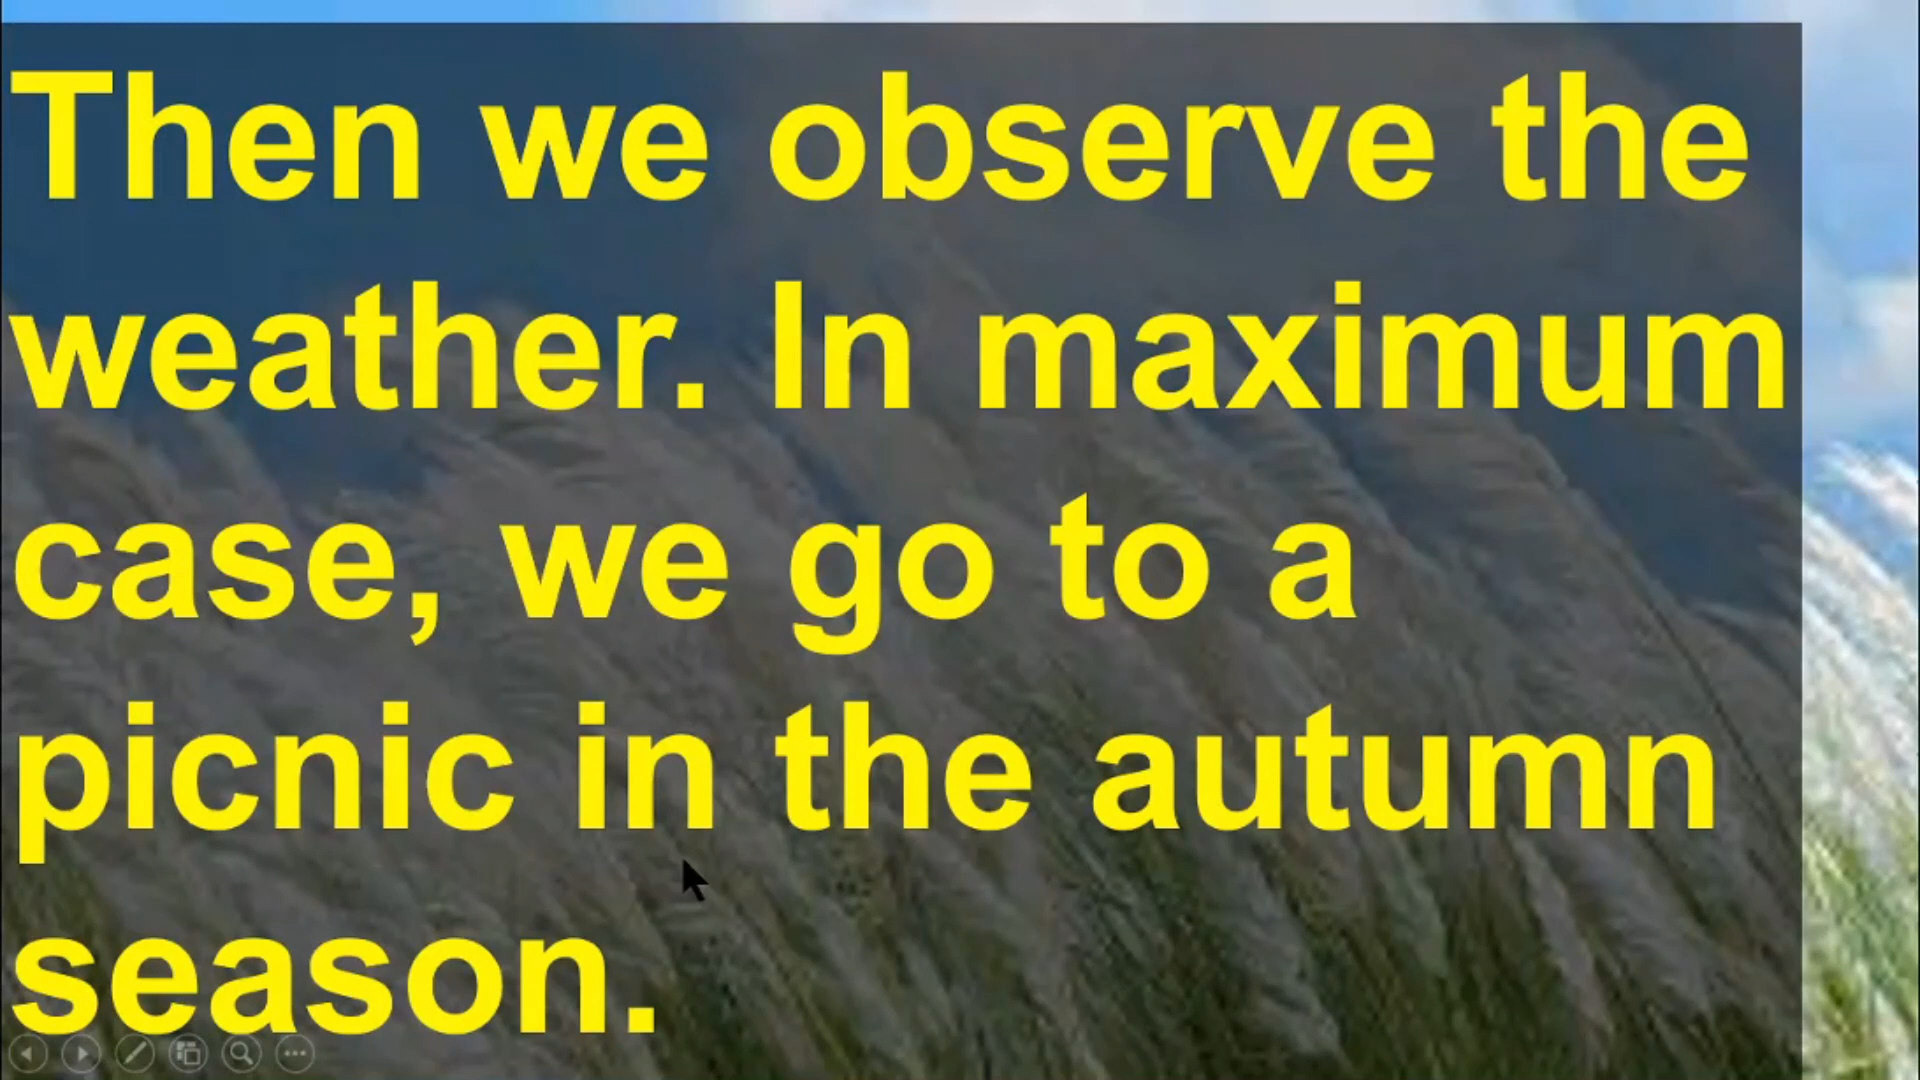 Then we observe the
weather. In maximum
case, we go to a
picnic in the autumn
season.